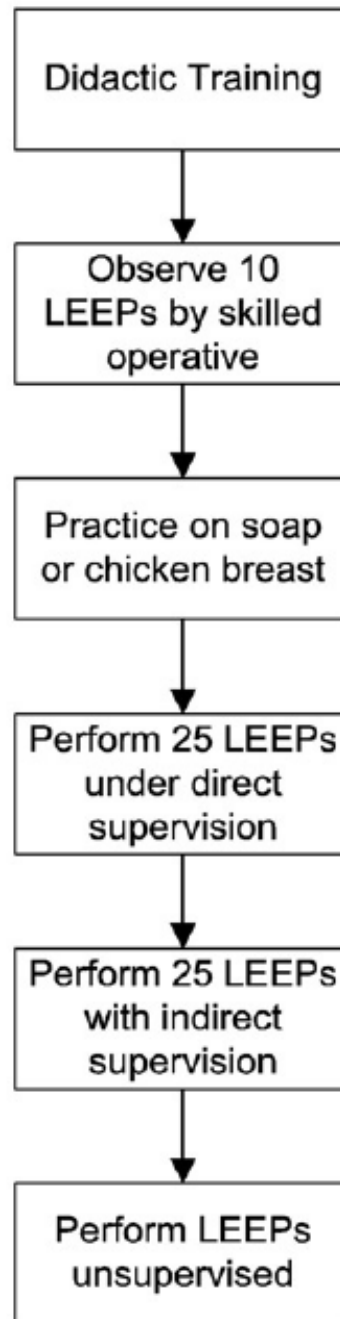 Didactic Training
Observe 10
LEEPs by skilled
operative
Practice on soap
or chicken breast
Perform 25 LEEPs
under direct
supervision
Perform 25 LEEPs
with indirect
supervision
Perform LEEPs
unsupervised